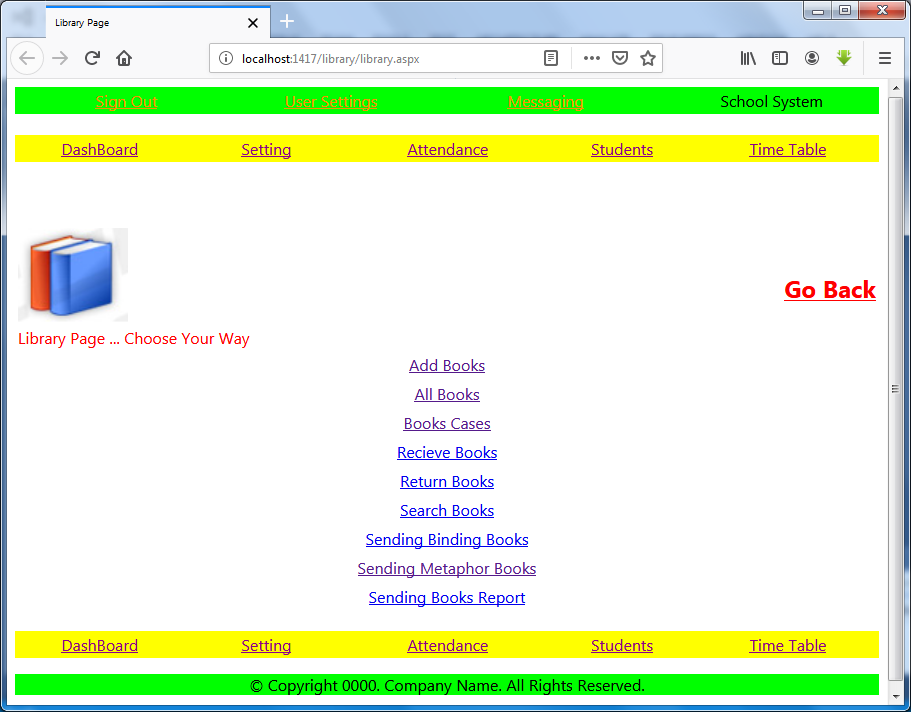 Library Page
localhost:1417/library/library.aspx
Sign Out User Settings Messaging School System
DashBoard Setting Attendance Students Time Table
Go Back
Library Page ... Choose Your Way
Add Books
All Books
Books Cases
Recieve Books
Return Books
Search Books
Sending Binding Books
Sending Metaphor Books
Sending Books Report
DashBoard Setting Attendance Students Time Table
© Copyright 0000. Company Name. All Rights Reserved.